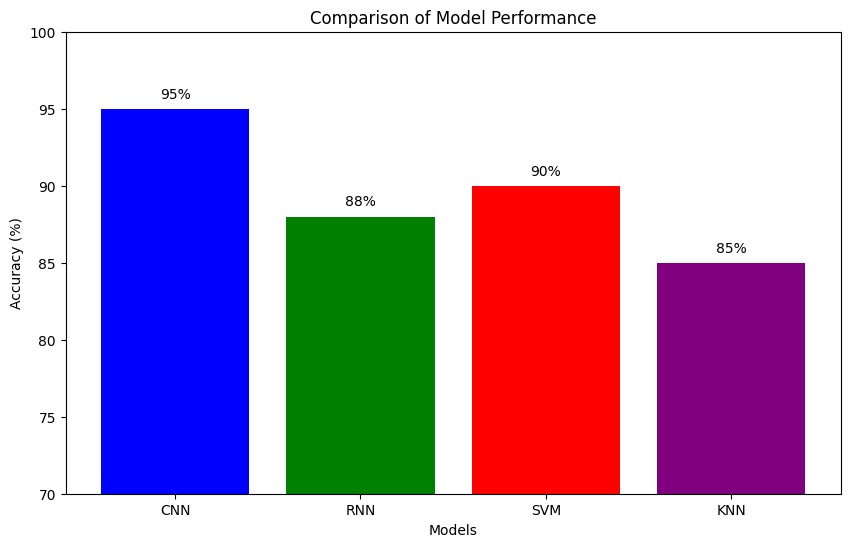 Comparison of Model Performance
100
95
90
85
80
75
70
Accuracy (%)
95%
88%
90%
85%
CNN
RNN
SVM
KNN
Models